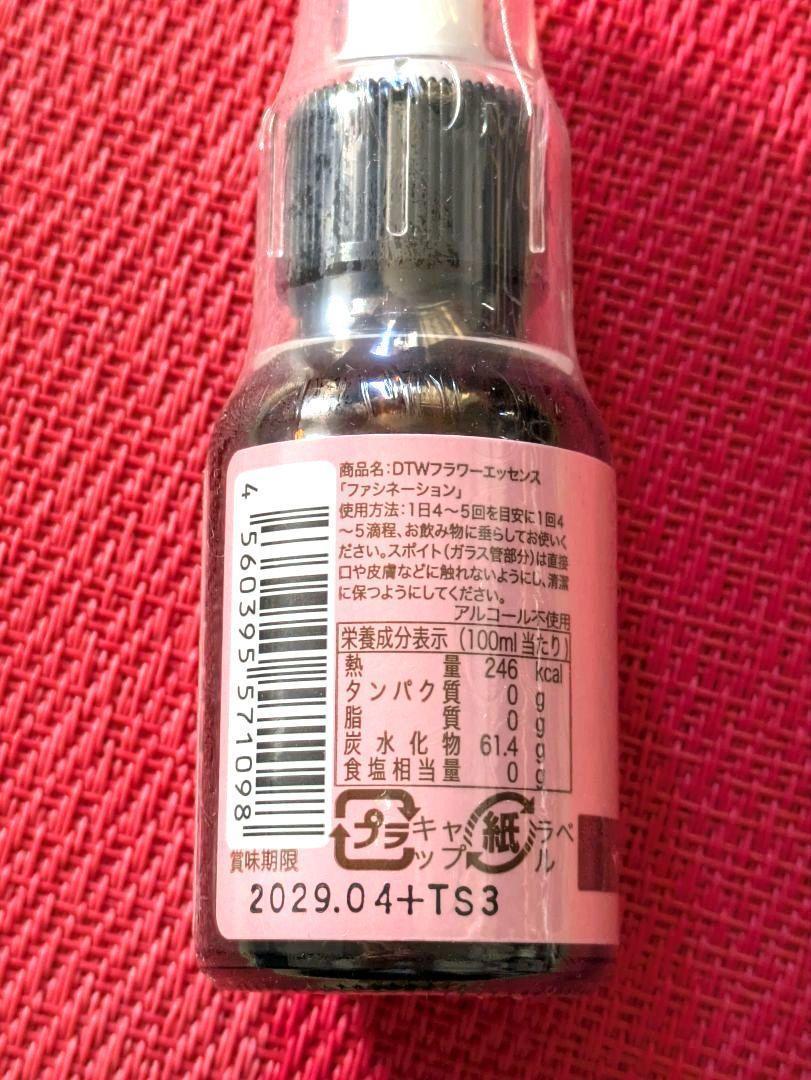 商品名:DTWフラワーエッセンス
「ファシネーション」
使用方法:1日4〜5回を目安に1回4
〜5滴程、お飲み物に垂らしてお使いく
ださい。スポイト(ガラス管部分)は直接
口や皮膚などに触れないようにし、清潔
に保つようにしてください。
アルコール不使用
栄養成分表示(100ml当たり)
熱量 246 kcal
タンパク質 0 g
脂質 0 g
炭水化物 61.4 g
食塩相当量 0 g
プラ キャップ 紙 ラベル
4 560395 571098
賞味期限
2029.04+TS3